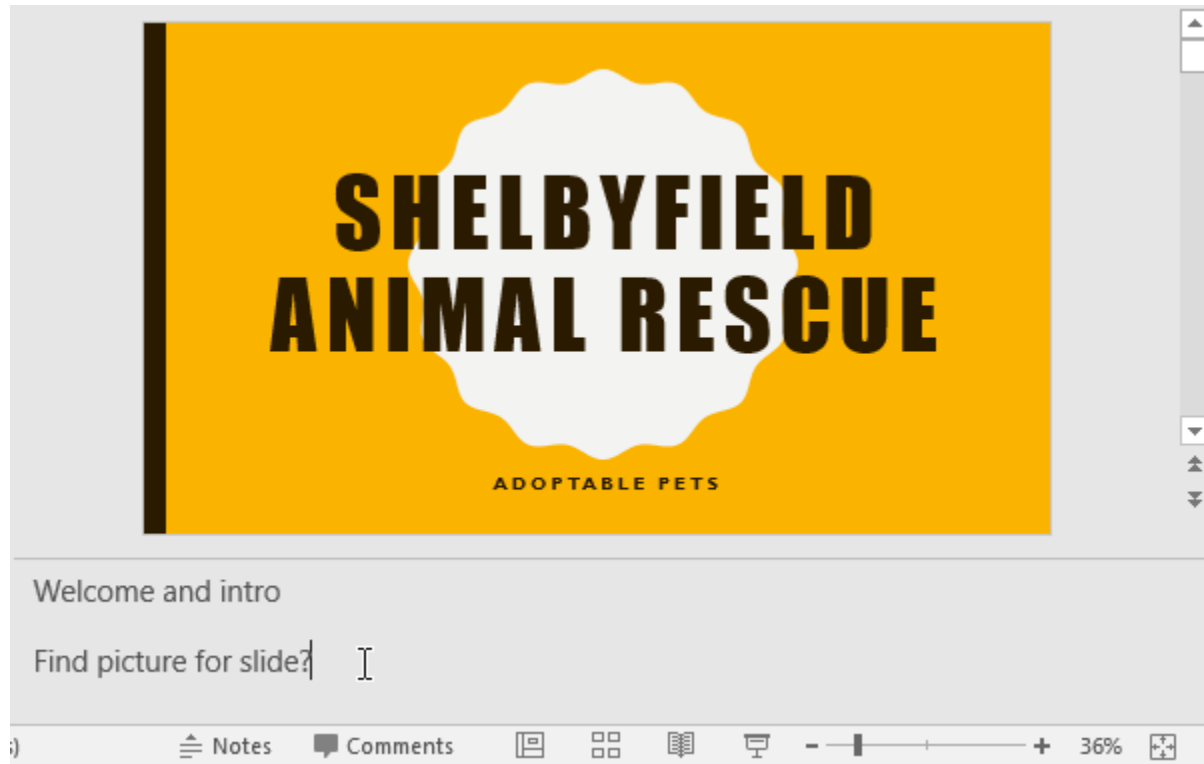 SHELBYFIELD
ANIMAL RESCUE
ADOPTABLE PETS
Welcome and intro
Find picture for slide?
s) Notes Comments 36%